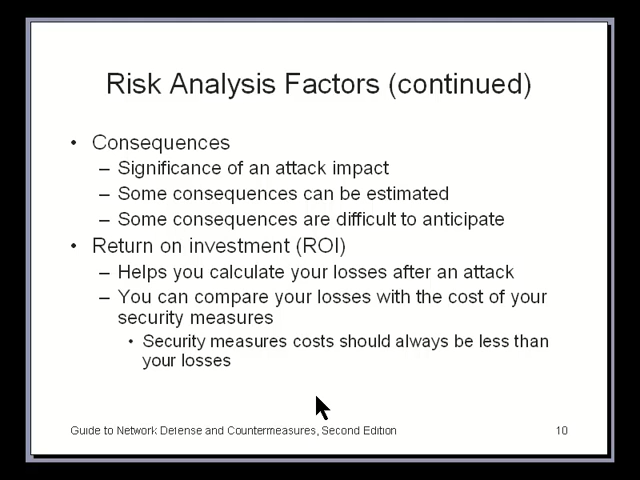 Risk Analysis Factors (continued)
• Consequences
– Significance of an attack impact
– Some consequences can be estimated
– Some consequences are difficult to anticipate
• Return on investment (ROI)
– Helps you calculate your losses after an attack
– You can compare your losses with the cost of your
security measures
• Security measures costs should always be less than
your losses
Guide to Network Defense and Countermeasures, Second Edition
10